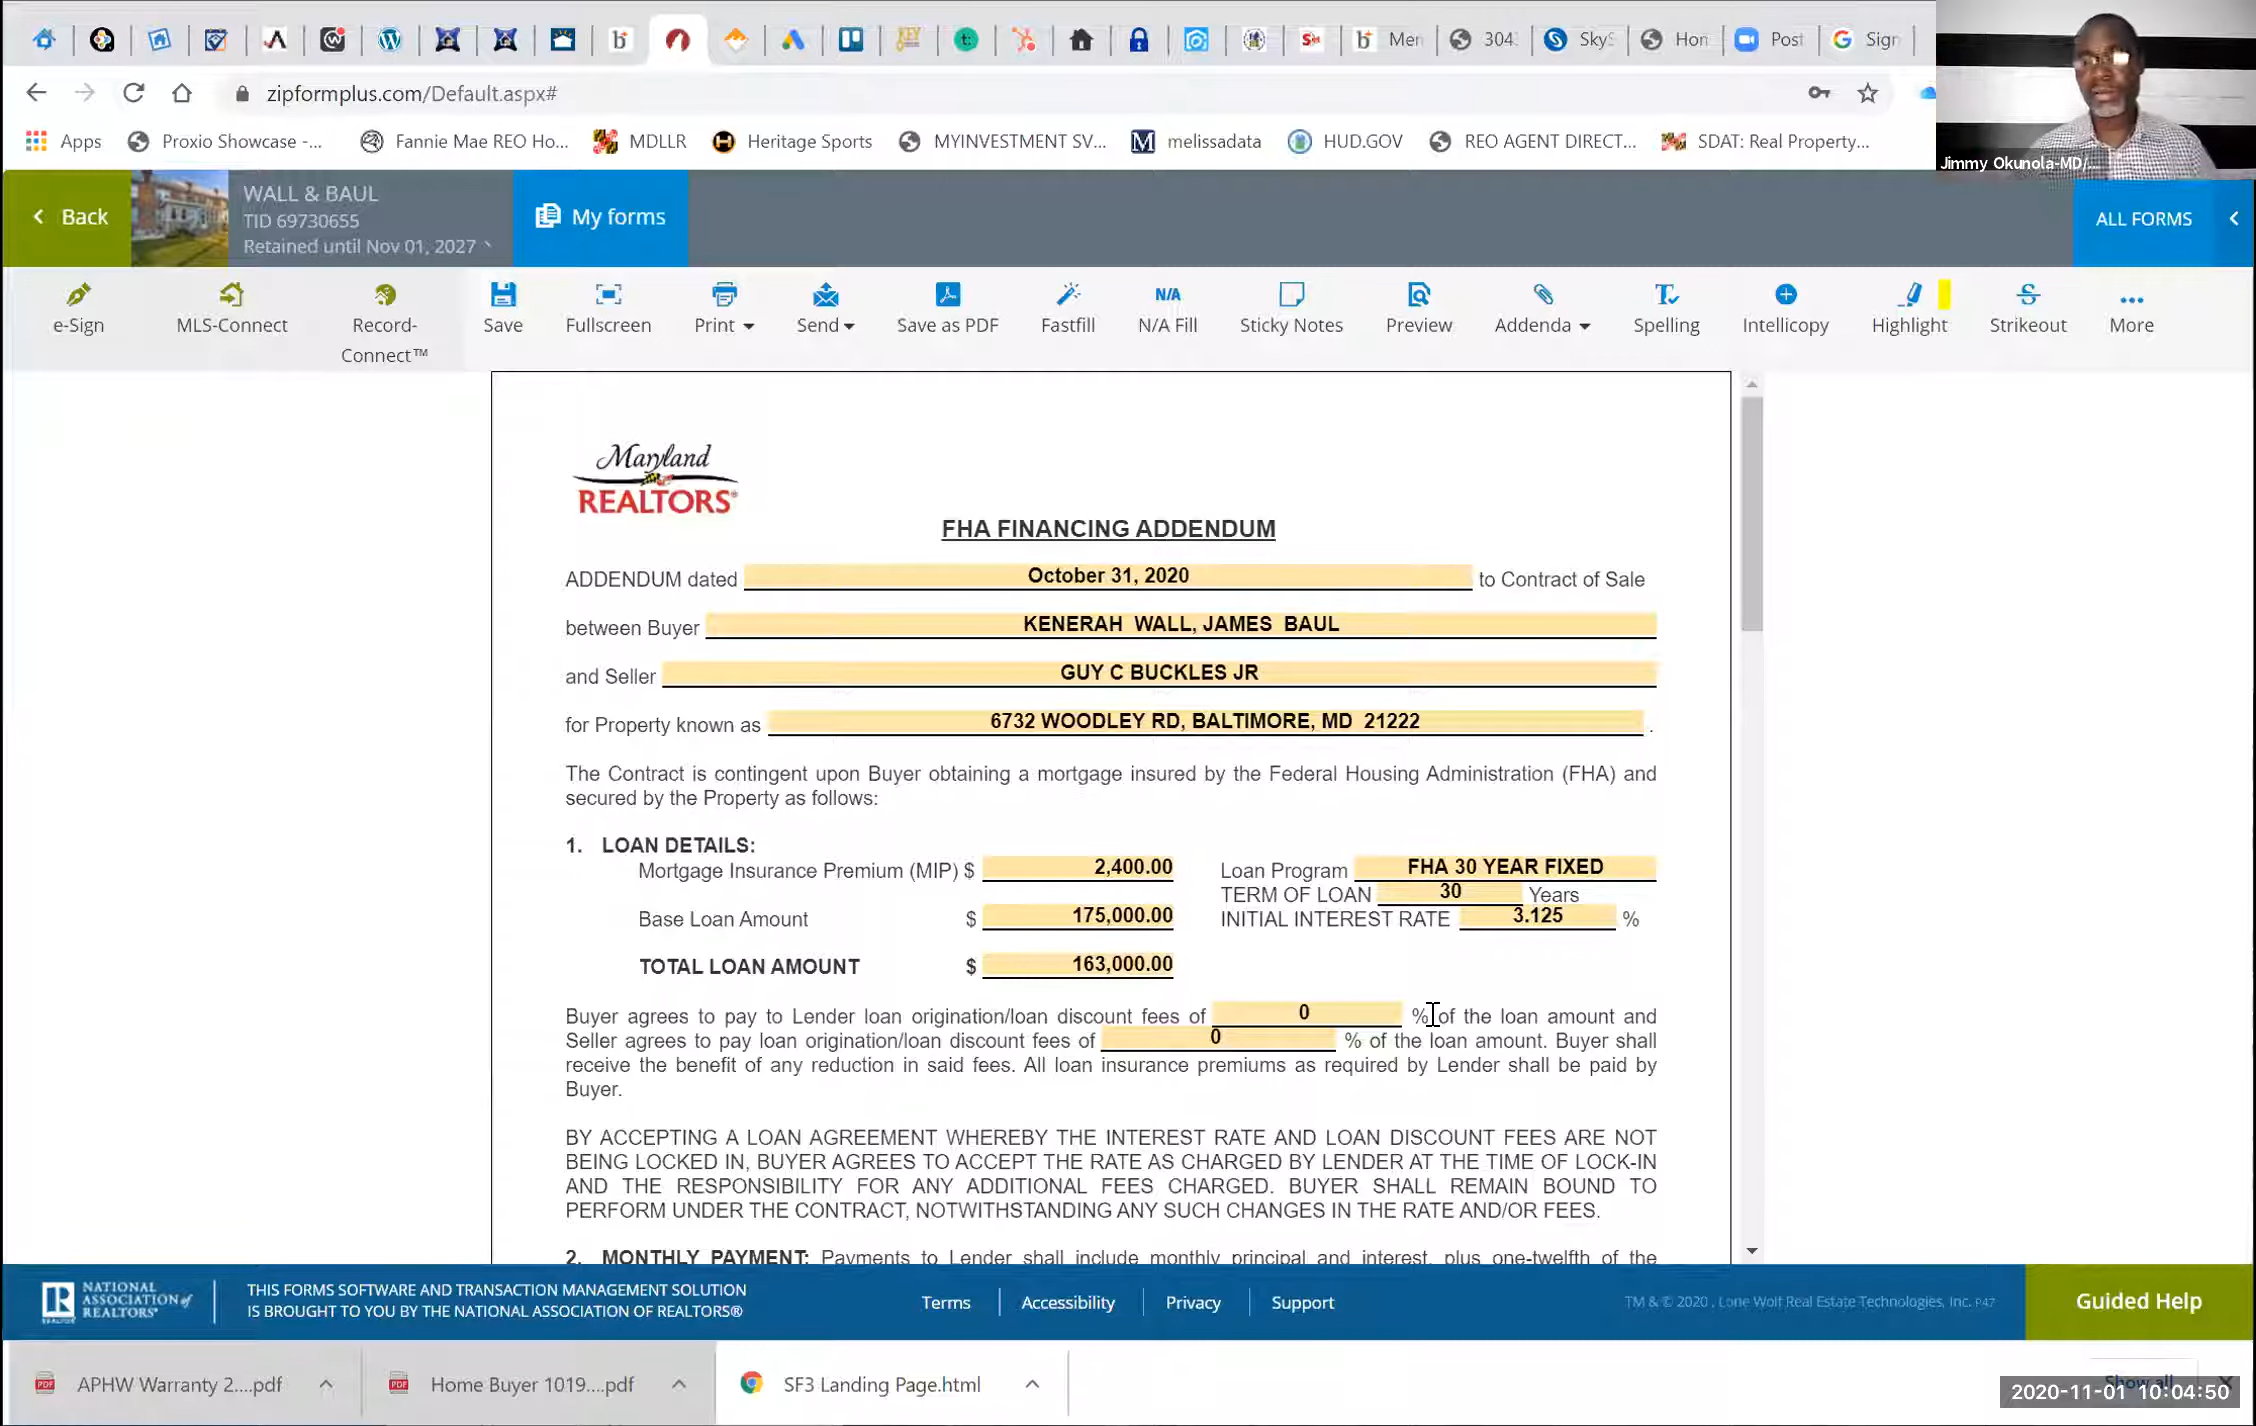 Men
304
SkyS
Hon
Post
Sign
zipformplus.com/Default.aspx#
Apps
Proxio Showcase -...
Fannie Mae REO Ho...
MDLLR
Heritage Sports
MYINVESTMENT SV...
melissadata
HUD.GOV
REO AGENT DIRECT...
SDAT: Real Property...
Jimmy Okunola-MD/...
Back
WALL & BAUL
TID 69730655
Retained until Nov 01, 2027
My forms
ALL FORMS
e-Sign
MLS-Connect
Record-
Connect™
Save
Fullscreen
Print
Send
Save as PDF
Fastfill
N/A
N/A Fill
Sticky Notes
Preview
Addenda
Spelling
Intellicopy
Highlight
Strikeout
More
Maryland
REALTORS®
FHA FINANCING ADDENDUM
ADDENDUM dated October 31, 2020 to Contract of Sale
between Buyer KENERAH WALL, JAMES BAUL
and Seller GUY C BUCKLES JR
for Property known as 6732 WOODLEY RD, BALTIMORE, MD 21222 .
The Contract is contingent upon Buyer obtaining a mortgage insured by the Federal Housing Administration (FHA) and
secured by the Property as follows:
1. LOAN DETAILS:
Mortgage Insurance Premium (MIP) $ 2,400.00 Loan Program FHA 30 YEAR FIXED
TERM OF LOAN 30 Years
Base Loan Amount $ 175,000.00 INITIAL INTEREST RATE 3.125 %
TOTAL LOAN AMOUNT $ 163,000.00
Buyer agrees to pay to Lender loan origination/loan discount fees of 0 % of the loan amount and
Seller agrees to pay loan origination/loan discount fees of 0 % of the loan amount. Buyer shall
receive the benefit of any reduction in said fees. All loan insurance premiums as required by Lender shall be paid by
Buyer.
BY ACCEPTING A LOAN AGREEMENT WHEREBY THE INTEREST RATE AND LOAN DISCOUNT FEES ARE NOT
BEING LOCKED IN, BUYER AGREES TO ACCEPT THE RATE AS CHARGED BY LENDER AT THE TIME OF LOCK-IN
AND THE RESPONSIBILITY FOR ANY ADDITIONAL FEES CHARGED. BUYER SHALL REMAIN BOUND TO
PERFORM UNDER THE CONTRACT, NOTWITHSTANDING ANY SUCH CHANGES IN THE RATE AND/OR FEES.
2. MONTHLY PAYMENT: Payments to Lender shall include monthly principal and interest, plus one-twelfth of the
NATIONAL
ASSOCIATION of
REALTORS®
THIS FORMS SOFTWARE AND TRANSACTION MANAGEMENT SOLUTION
IS BROUGHT TO YOU BY THE NATIONAL ASSOCIATION OF REALTORS®
Terms
Accessibility
Privacy
Support
TM & © 2020 , Lone Wolf Real Estate Technologies, Inc. P47
Guided Help
APHW Warranty 2....pdf
Home Buyer 1019....pdf
SF3 Landing Page.html
Show all
2020-11-01 10:04:50